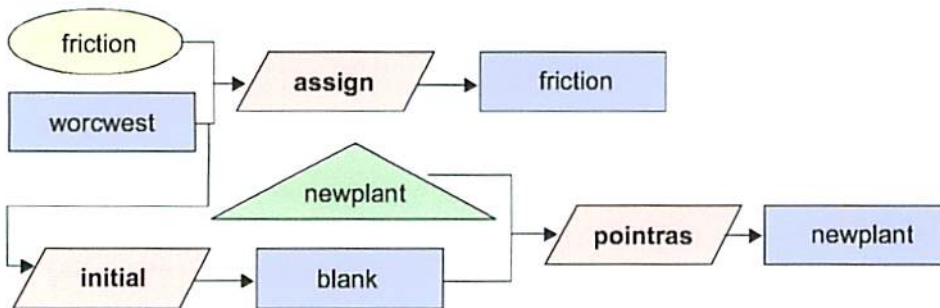 friction
assign
friction
worcwest
newplant
pointras
newplant
initial
blank